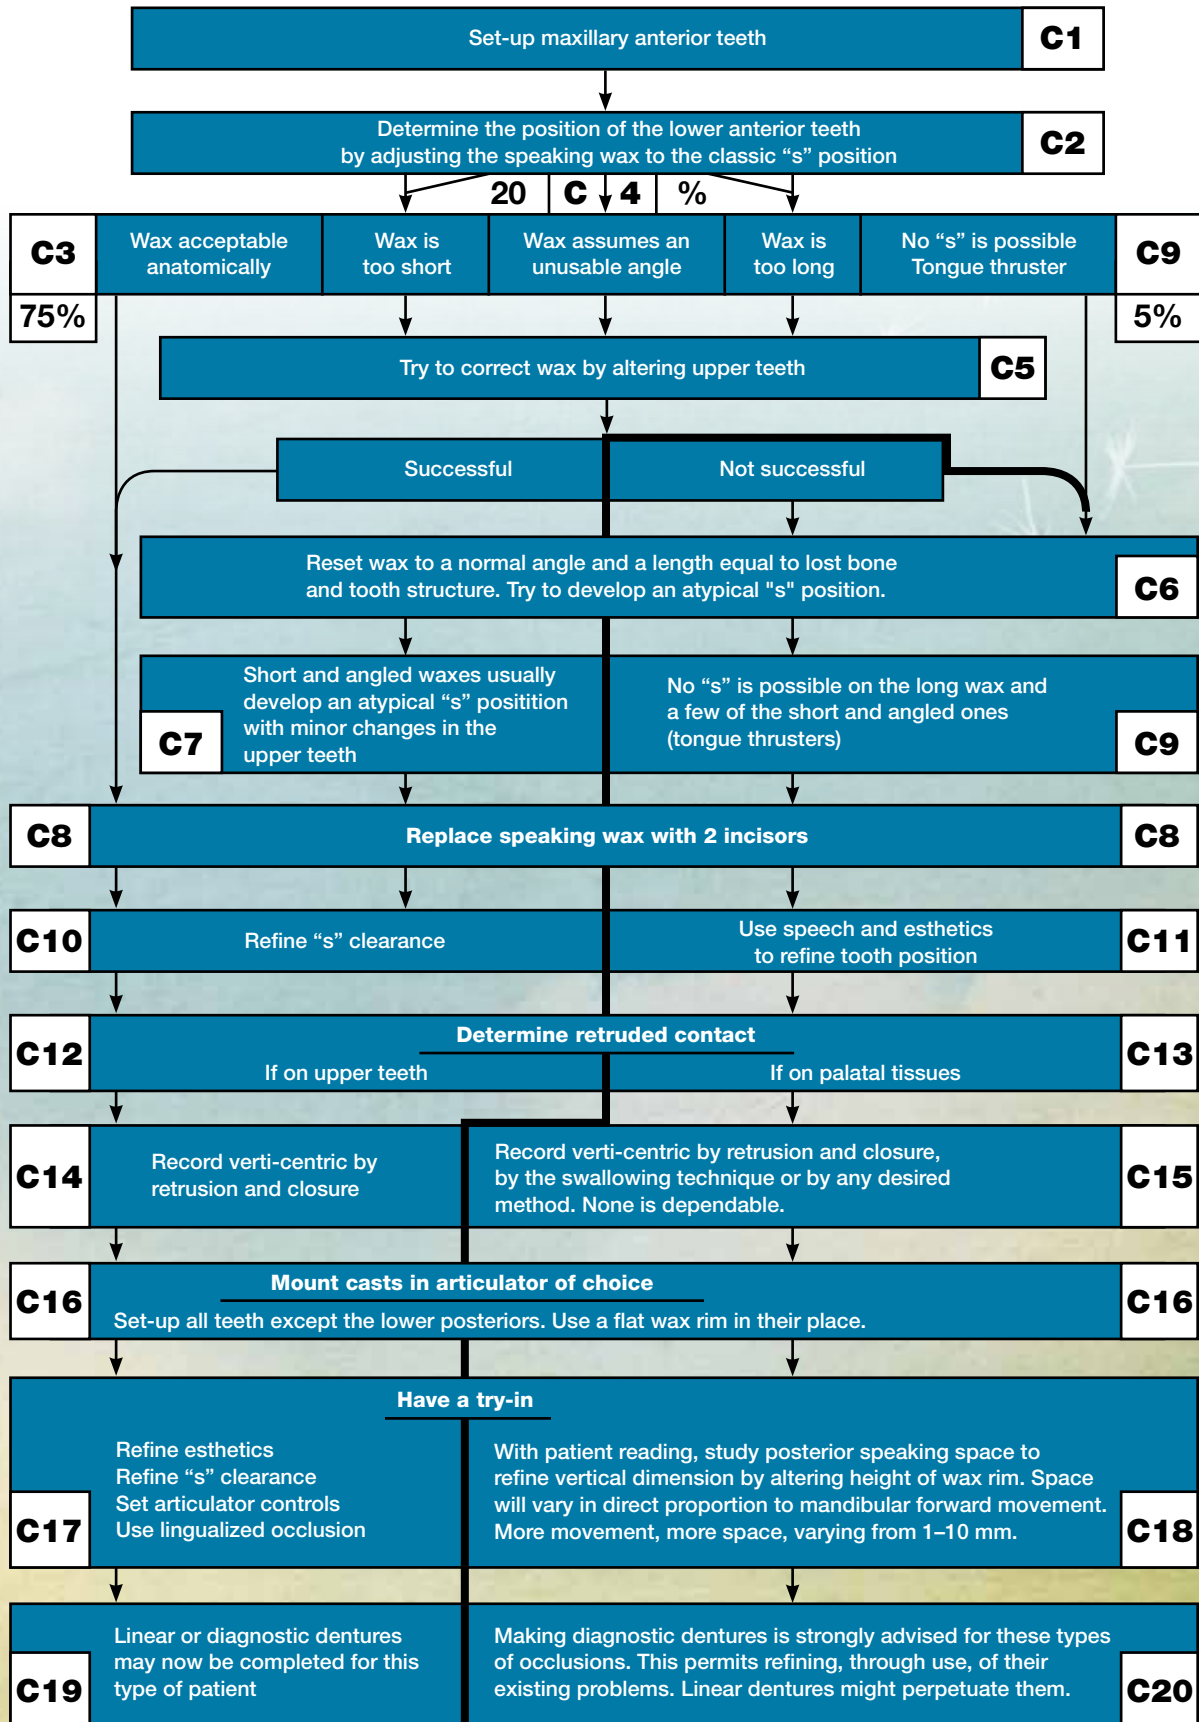 Set-up maxillary anterior teeth
C1
Determine the position of the lower anterior teeth
by adjusting the speaking wax to the classic “s” position
C2
20 C 4 %
C3
75%
Wax acceptable
anatomically
Wax is
too short
Wax assumes an
unusable angle
Wax is
too long
No “s” is possible
Tongue thruster
C9
5%
Try to correct wax by altering upper teeth
C5
Successful
Not successful
Reset wax to a normal angle and a length equal to lost bone
and tooth structure. Try to develop an atypical "s" position.
C6
C7
Short and angled waxes usually
develop an atypical “s” positition
with minor changes in the
upper teeth
No “s” is possible on the long wax and
a few of the short and angled ones
(tongue thrusters)
C9
C8
Replace speaking wax with 2 incisors
C8
C10
Refine “s” clearance
Use speech and esthetics
to refine tooth position
C11
C12
Determine retruded contact
If on upper teeth
If on palatal tissues
C13
C14
Record verti-centric by
retrusion and closure
Record verti-centric by retrusion and closure,
by the swallowing technique or by any desired
method. None is dependable.
C15
C16
Mount casts in articulator of choice
Set-up all teeth except the lower posteriors. Use a flat wax rim in their place.
C16
Have a try-in
C17
Refine esthetics
Refine “s” clearance
Set articulator controls
Use lingualized occlusion
With patient reading, study posterior speaking space to
refine vertical dimension by altering height of wax rim. Space
will vary in direct proportion to mandibular forward movement.
More movement, more space, varying from 1–10 mm.
C18
C19
Linear or diagnostic dentures
may now be completed for this
type of patient
Making diagnostic dentures is strongly advised for these types
of occlusions. This permits refining, through use, of their
existing problems. Linear dentures might perpetuate them.
C20